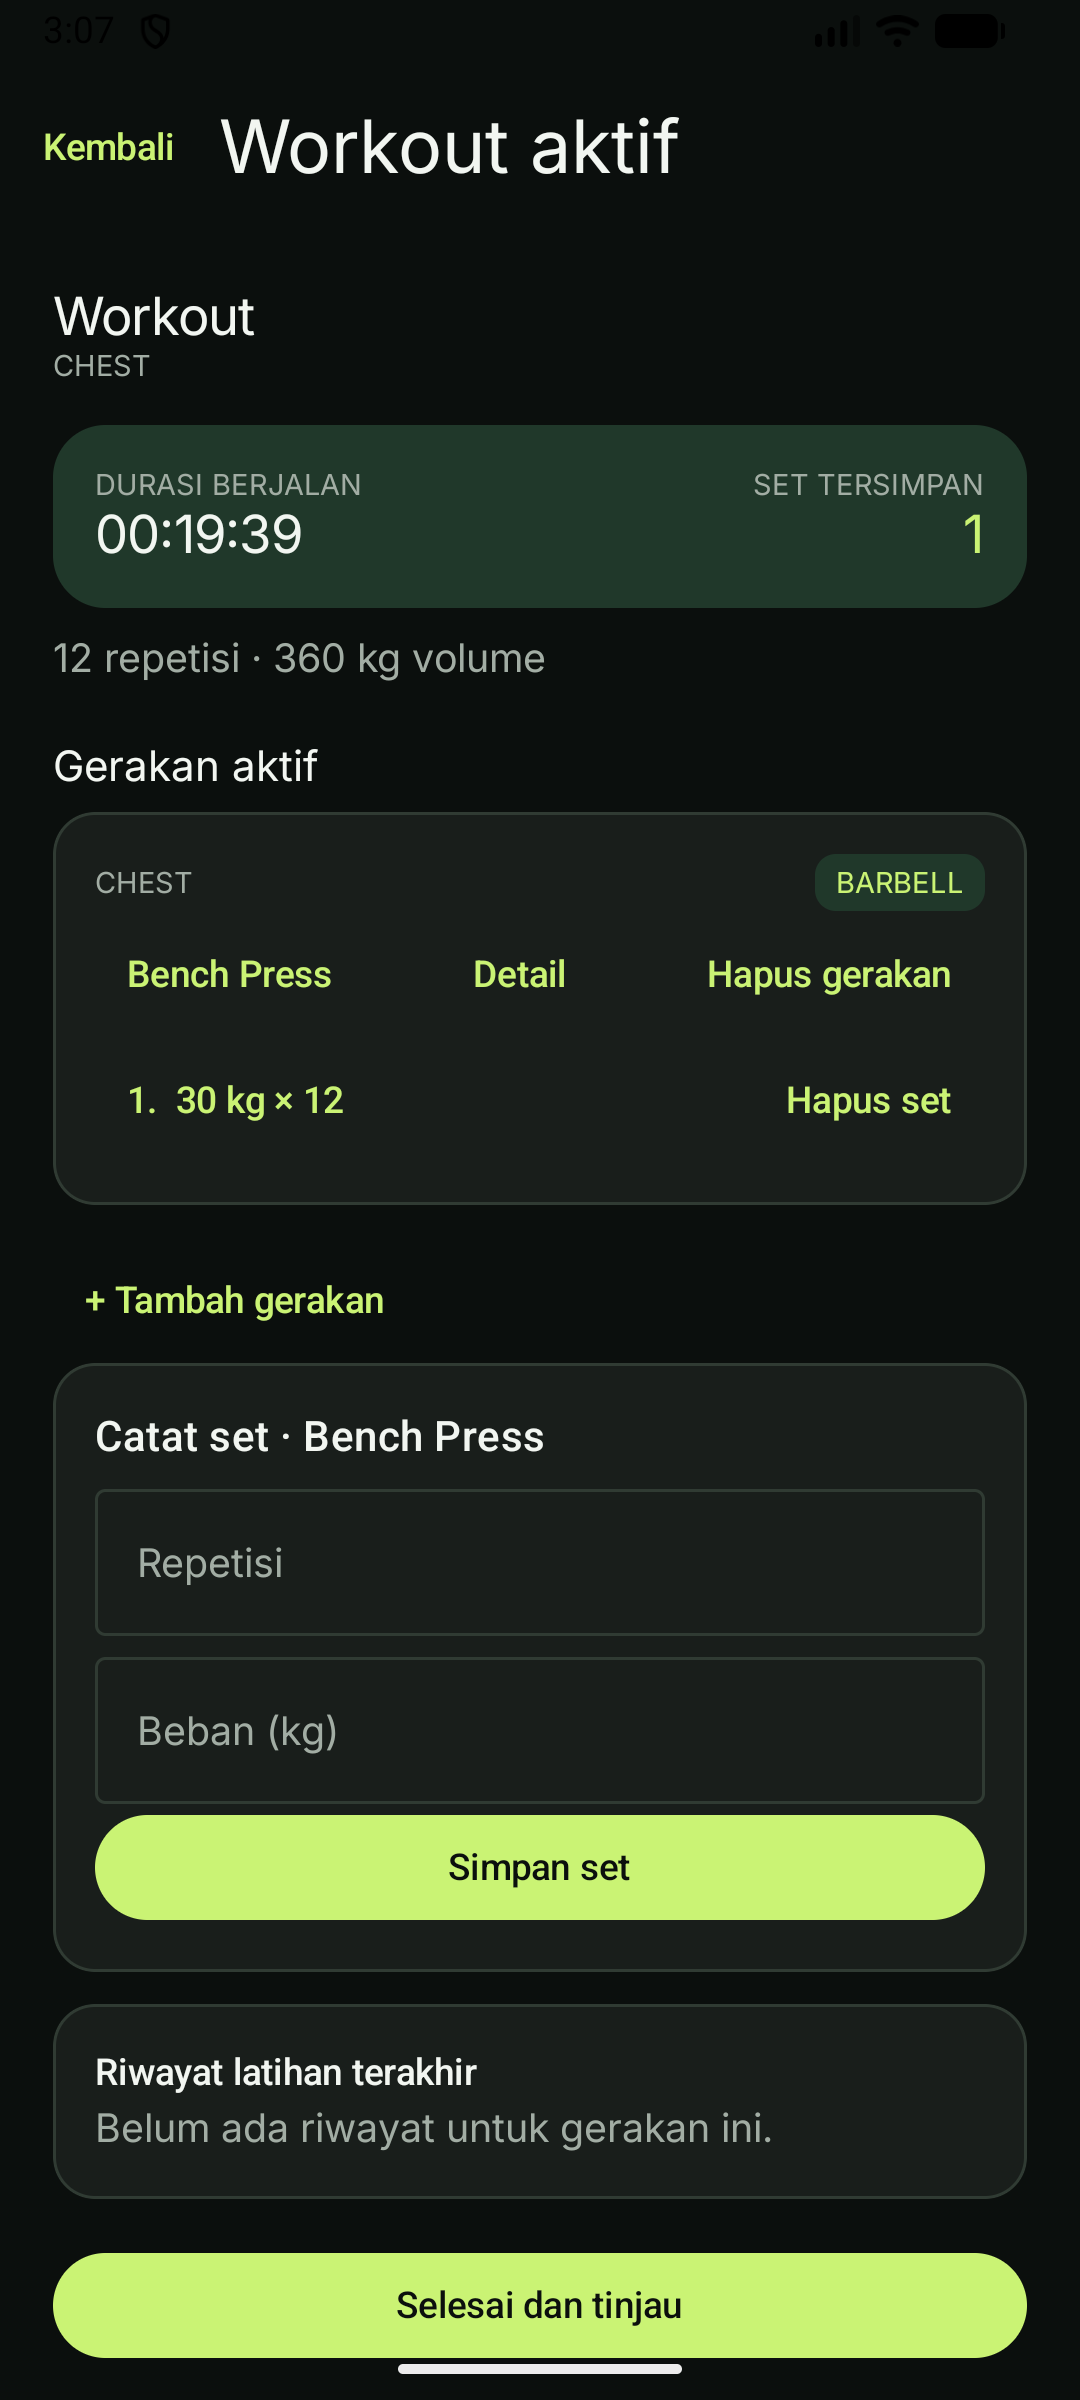 3:07
Kembali
Workout aktif
Workout
CHEST
DURASI BERJALAN
SET TERSIMPAN
00:19:39
1
12 repetisi · 360 kg volume
Gerakan aktif
CHEST
BARBELL
Bench Press
Detail
Hapus gerakan
1. 30 kg × 12
Hapus set
+ Tambah gerakan
Catat set · Bench Press
Repetisi
Beban (kg)
Simpan set
Riwayat latihan terakhir
Belum ada riwayat untuk gerakan ini.
Selesai dan tinjau